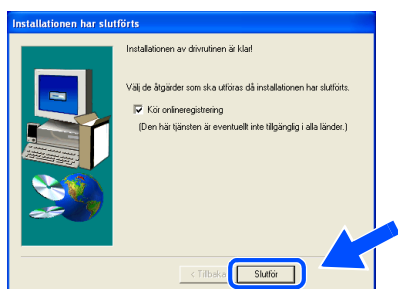 Installationen har slutförts
Installationen av drivrutinen är klar!
Välj de åtgärder som ska utföras då installationen har slutförts.
Kör onlineregistrering
(Den här tjänsten är eventuellt inte tillgänglig i alla länder.)
< Tillbaka
Slutför